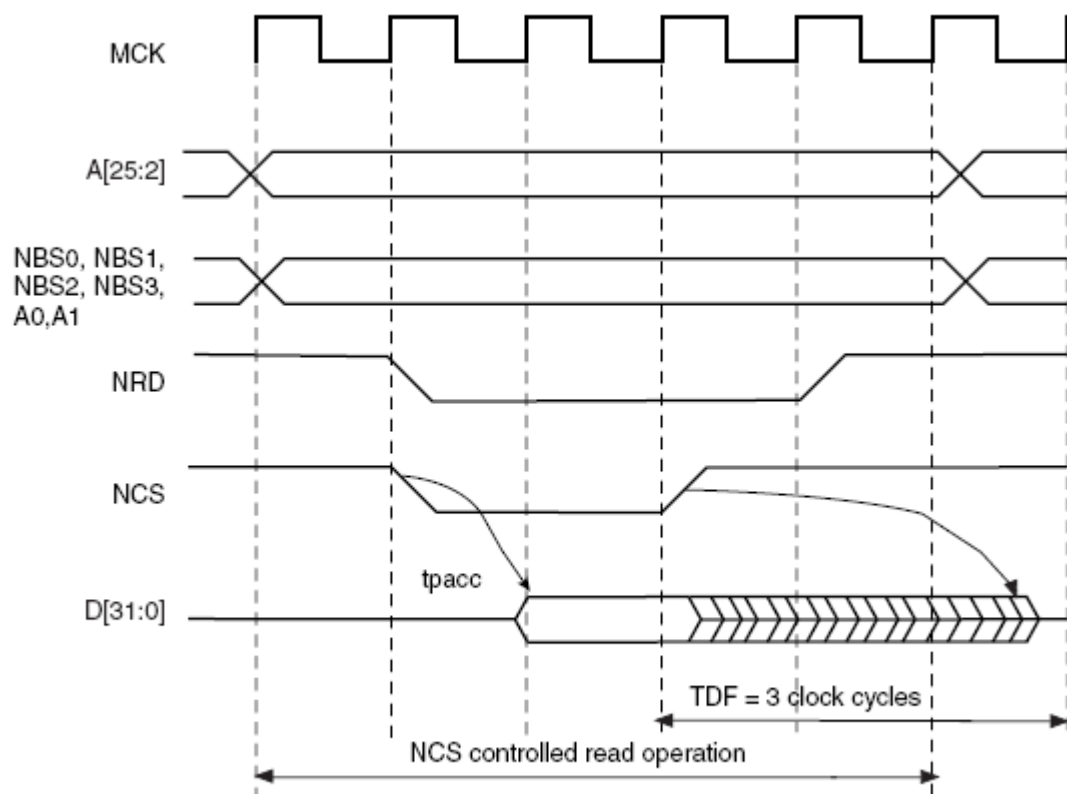 MCK
A[25:2]
NBS0, NBS1,
NBS2, NBS3,
A0,A1
NRD
NCS
tpacc
D[31:0]
TDF = 3 clock cycles
NCS controlled read operation